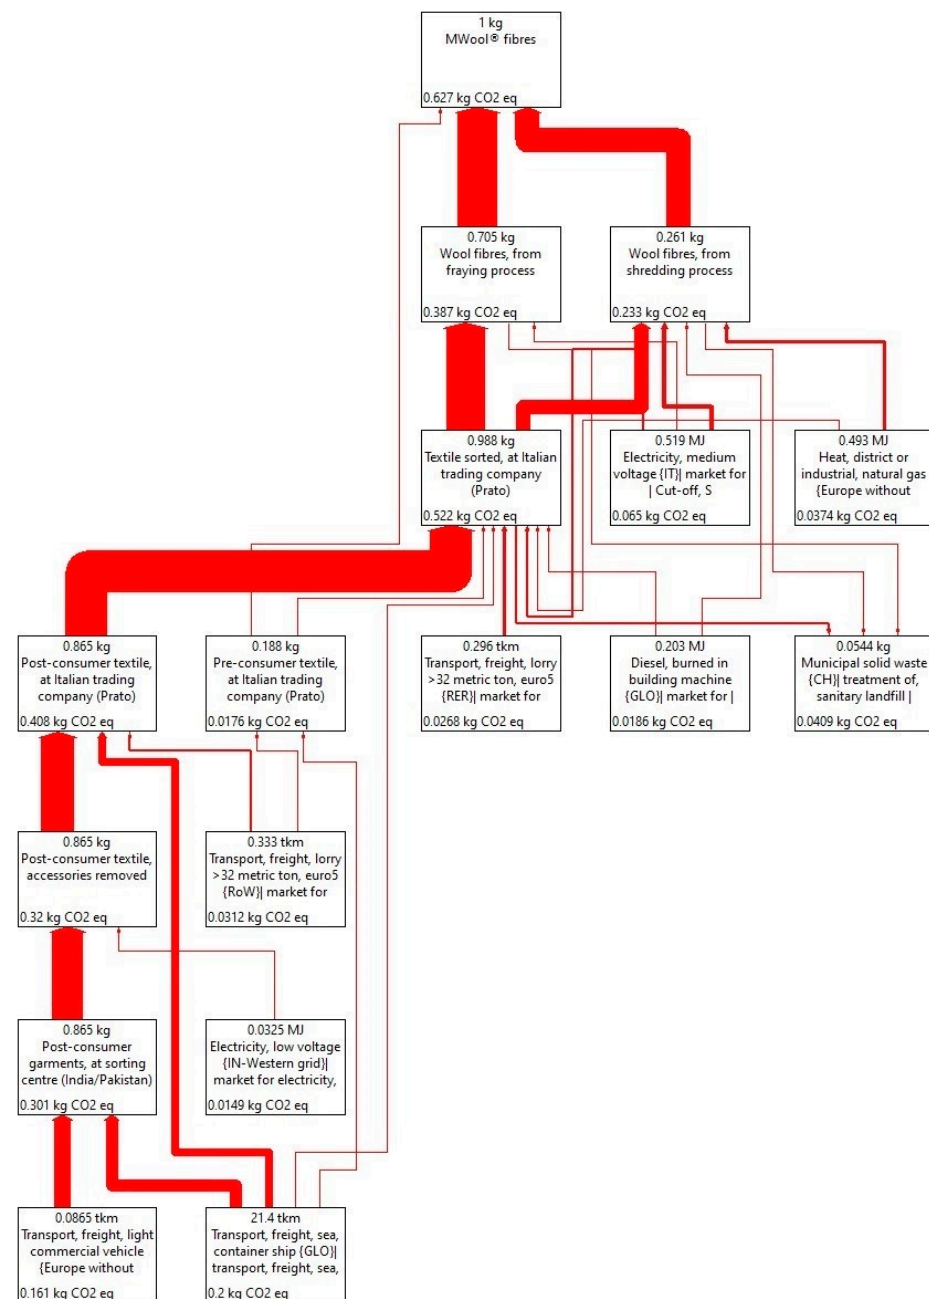 1 kg
MWool® fibres
0.627 kg CO2 eq
0.705 kg
Wool fibres, from
fraying process
0.387 kg CO2 eq
0.261 kg
Wool fibres, from
shredding process
0.233 kg CO2 eq
0.988 kg
Textile sorted, at Italian
trading company
(Prato)
0.522 kg CO2 eq
0.519 MJ
Electricity, medium
voltage {IT}| market for
| Cut-off, S
0.065 kg CO2 eq
0.493 MJ
Heat, district or
industrial, natural gas
{Europe without
0.0374 kg CO2 eq
0.865 kg
Post-consumer textile,
at Italian trading
company (Prato)
0.408 kg CO2 eq
0.188 kg
Pre-consumer textile,
at Italian trading
company (Prato)
0.0176 kg CO2 eq
0.296 tkm
Transport, freight, lorry
>32 metric ton, euro5
{RER}| market for
0.0268 kg CO2 eq
0.203 MJ
Diesel, burned in
building machine
{GLO}| market for |
0.0186 kg CO2 eq
0.0544 kg
Municipal solid waste
{CH}| treatment of,
sanitary landfill |
0.0409 kg CO2 eq
0.865 kg
Post-consumer textile,
accessories removed
0.32 kg CO2 eq
0.333 tkm
Transport, freight, lorry
>32 metric ton, euro5
{RoW}| market for
0.0312 kg CO2 eq
0.865 kg
Post-consumer
garments, at sorting
centre (India/Pakistan)
0.301 kg CO2 eq
0.0325 MJ
Electricity, low voltage
{IN-Western grid}|
market for electricity,
0.0149 kg CO2 eq
0.0865 tkm
Transport, freight, light
commercial vehicle
{Europe without
0.161 kg CO2 eq
21.4 tkm
Transport, freight, sea,
container ship {GLO}|
transport, freight, sea,
0.2 kg CO2 eq